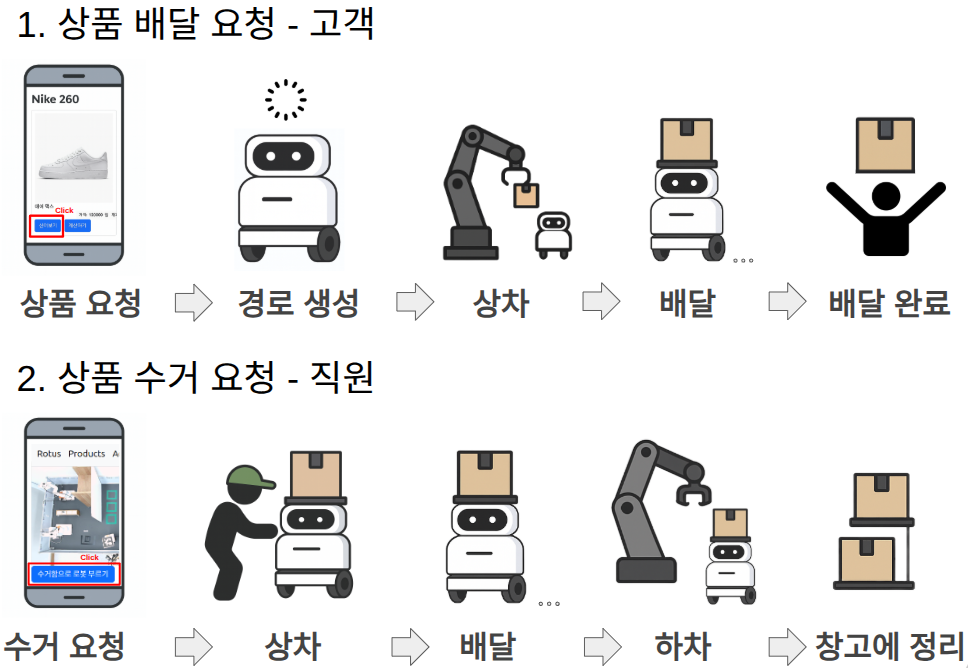 1. 상품 배달 요청 - 고객
Nike 260
Click
상품 요청
경로 생성
상차
배달
배달 완료
2. 상품 수거 요청 - 직원
Rotus Products
Click
수거함으로 로봇 부르기
수거 요청
상차
배달
하차
창고에 정리